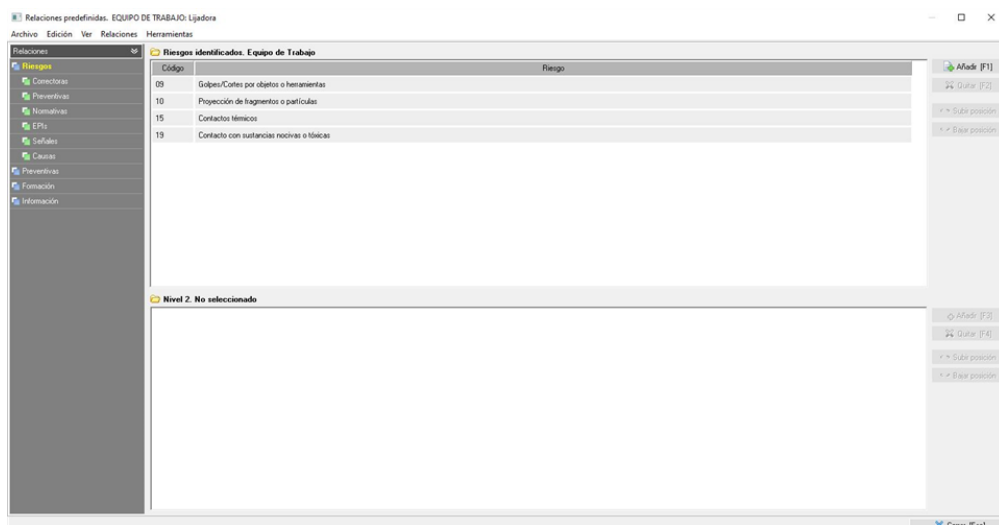 Relaciones predefinidas. EQUIPO DE TRABAJO: Lijadora
Archivo Edición Ver Relaciones Herramientas
Relaciones
Riesgos
Correctoras
Preventivas
Normativas
EPIs
Señales
Causas
Preventivas
Formación
Información
Riesgos identificados. Equipo de Trabajo
Código Riesgo
09 Golpes/Cortes por objetos o herramientas
10 Proyección de fragmentos o partículas
15 Contactos térmicos
19 Contacto con sustancias nocivas o tóxicas
Añadir [F1]
Quitar [F2]
Subir posición
Bajar posición
Nivel 2. No seleccionado
Añadir [F3]
Quitar [F4]
Subir posición
Bajar posición